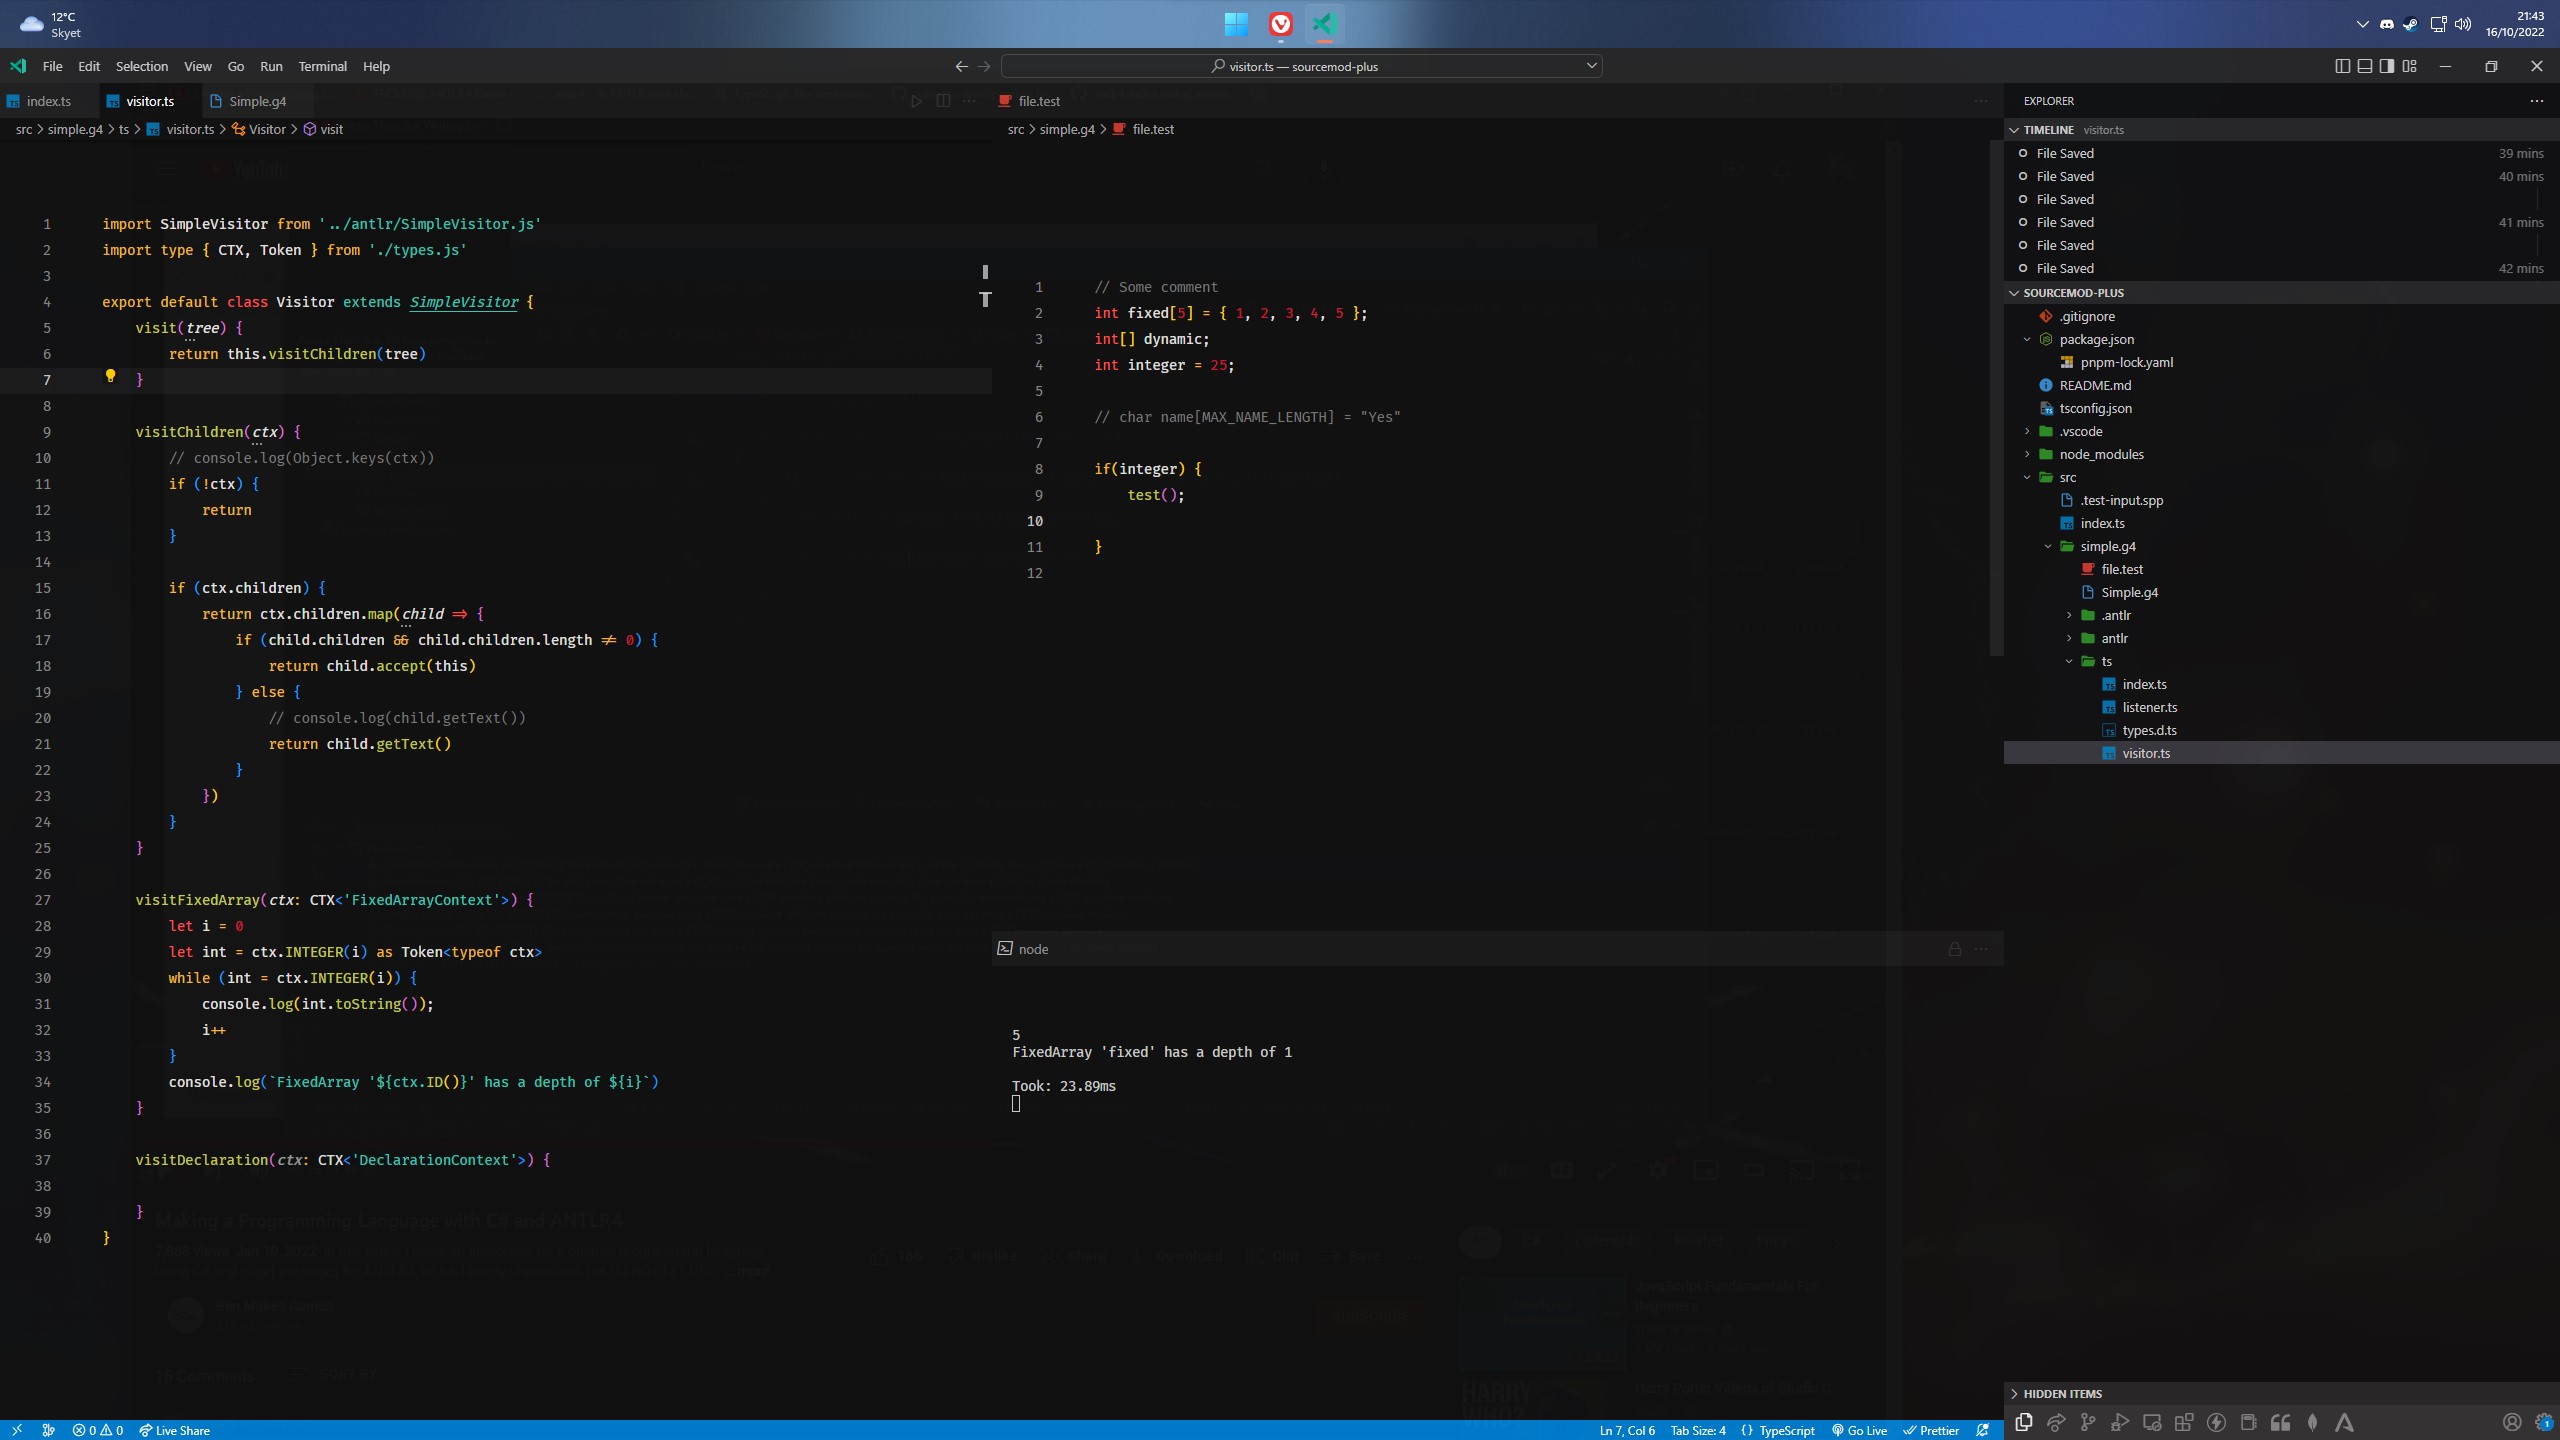 12°C
Skyet
21:43
16/10/2022
File Edit Selection View Go Run Terminal Help
visitor.ts — sourcemod-plus
index.ts
visitor.ts
Simple.g4
src > simple.g4 > ts > visitor.ts > Visitor > visit
1 import SimpleVisitor from '../antlr/SimpleVisitor.js'
2 import type { CTX, Token } from './types.js'
3
4 export default class Visitor extends SimpleVisitor {
5 visit(tree) {
6 return this.visitChildren(tree)
7 }
8
9 visitChildren(ctx) {
10 // console.log(Object.keys(ctx))
11 if (!ctx) {
12 return
13 }
14
15 if (ctx.children) {
16 return ctx.children.map(child => {
17 if (child.children && child.children.length != 0) {
18 return child.accept(this)
19 } else {
20 // console.log(child.getText())
21 return child.getText()
22 }
23 })
24 }
25 }
26
27 visitFixedArray(ctx: CTX<'FixedArrayContext'>) {
28 let i = 0
29 let int = ctx.INTEGER(i) as Token<typeof ctx>
30 while (int = ctx.INTEGER(i)) {
31 console.log(int.toString());
32 i++
33 }
34 console.log(`FixedArray '${ctx.ID()}' has a depth of ${i}`)
35 }
36
37 visitDeclaration(ctx: CTX<'DeclarationContext'>) {
38
39 }
40 }
file.test
src > simple.g4 > file.test
1 // Some comment
2 int fixed[5] = { 1, 2, 3, 4, 5 };
3 int[] dynamic;
4 int integer = 25;
5
6 // char name[MAX_NAME_LENGTH] = "Yes"
7
8 if(integer) {
9 test();
10
11 }
12
node
5
FixedArray 'fixed' has a depth of 1
Took: 23.89ms
Making a Programming Language with C# and ANTLR4
EXPLORER
TIMELINE visitor.ts
File Saved 39 mins
File Saved 40 mins
File Saved
File Saved 41 mins
File Saved
File Saved 42 mins
SOURCEMOD-PLUS
.gitignore
package.json
pnpm-lock.yaml
README.md
tsconfig.json
.vscode
node_modules
src
.test-input.spp
index.ts
simple.g4
file.test
Simple.g4
.antlr
antlr
ts
index.ts
listener.ts
types.d.ts
visitor.ts
HIDDEN ITEMS
0 0 Live Share
Ln 7, Col 6 Tab Size: 4 {} TypeScript Go Live Prettier
1